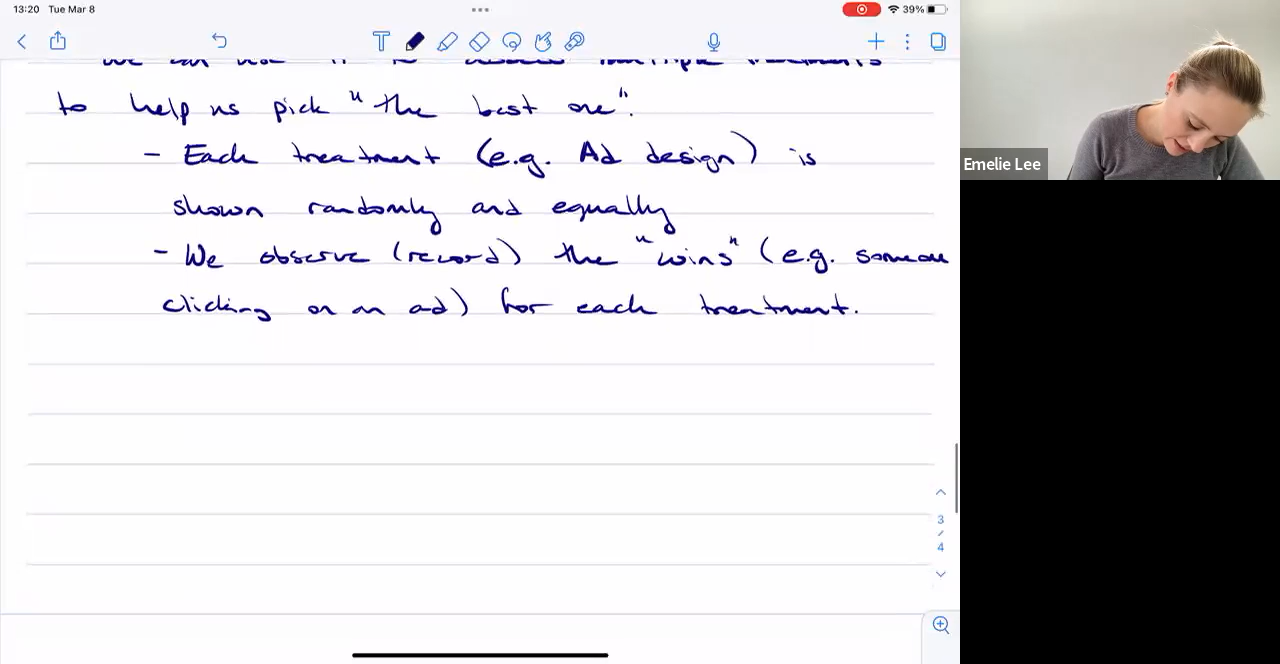 13:20 Tue Mar 8
39%
to help us pick "the best one".
- Each treatment (e.g. Ad design) is
shown randomly and equally
- We observe (record) the "wins" (e.g. someone
clicking on an ad) for each treatment.
Emelie Lee
3
/
4